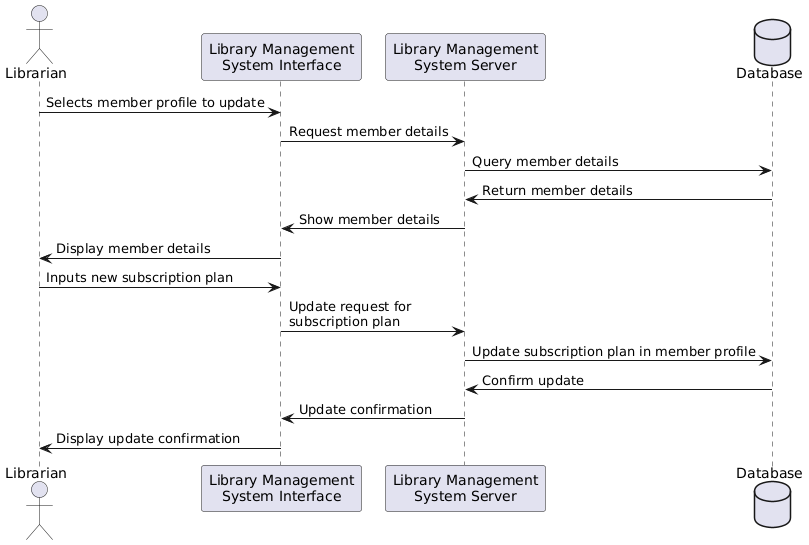 Librarian
Library Management
System Interface
Library Management
System Server
Database
Selects member profile to update
Request member details
Query member details
Return member details
Show member details
Display member details
Inputs new subscription plan
Update request for
subscription plan
Update subscription plan in member profile
Confirm update
Update confirmation
Display update confirmation
Librarian
Library Management
System Interface
Library Management
System Server
Database